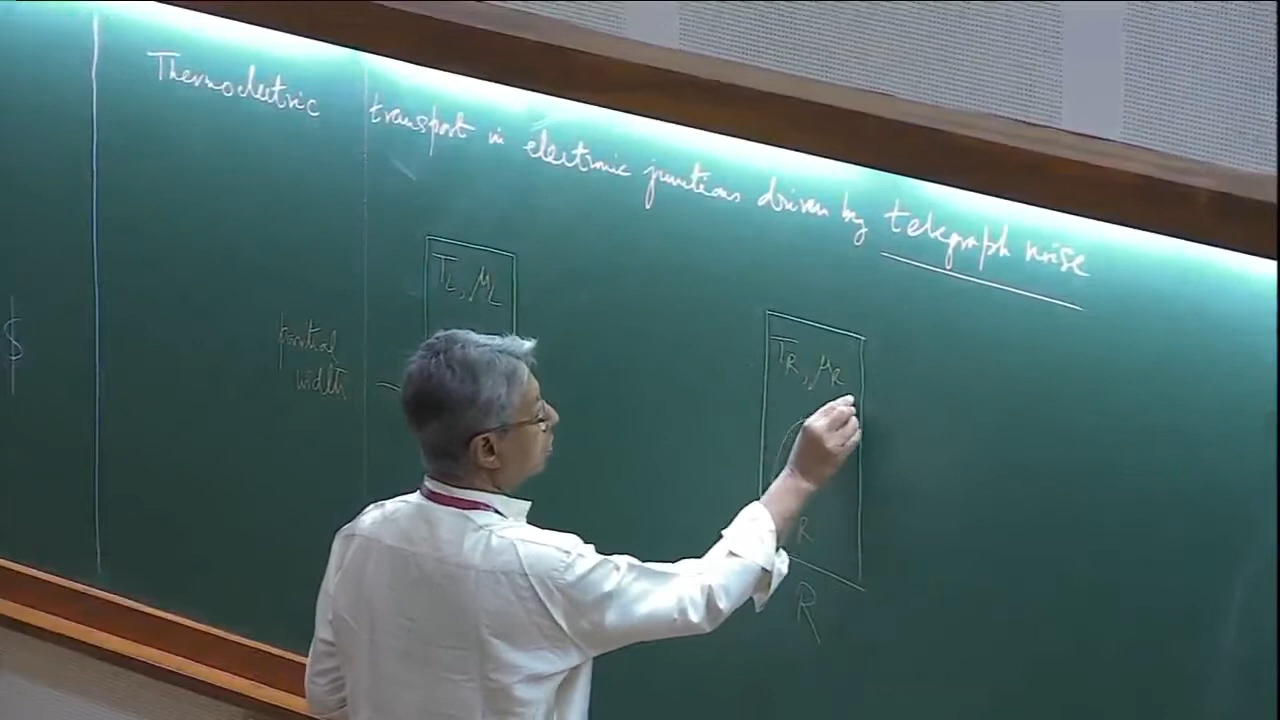 Thermoelectric transport in electronic junctions driven by telegraph noise
T_L, μ_L
T_R, μ_R
partial
width
$
R
R